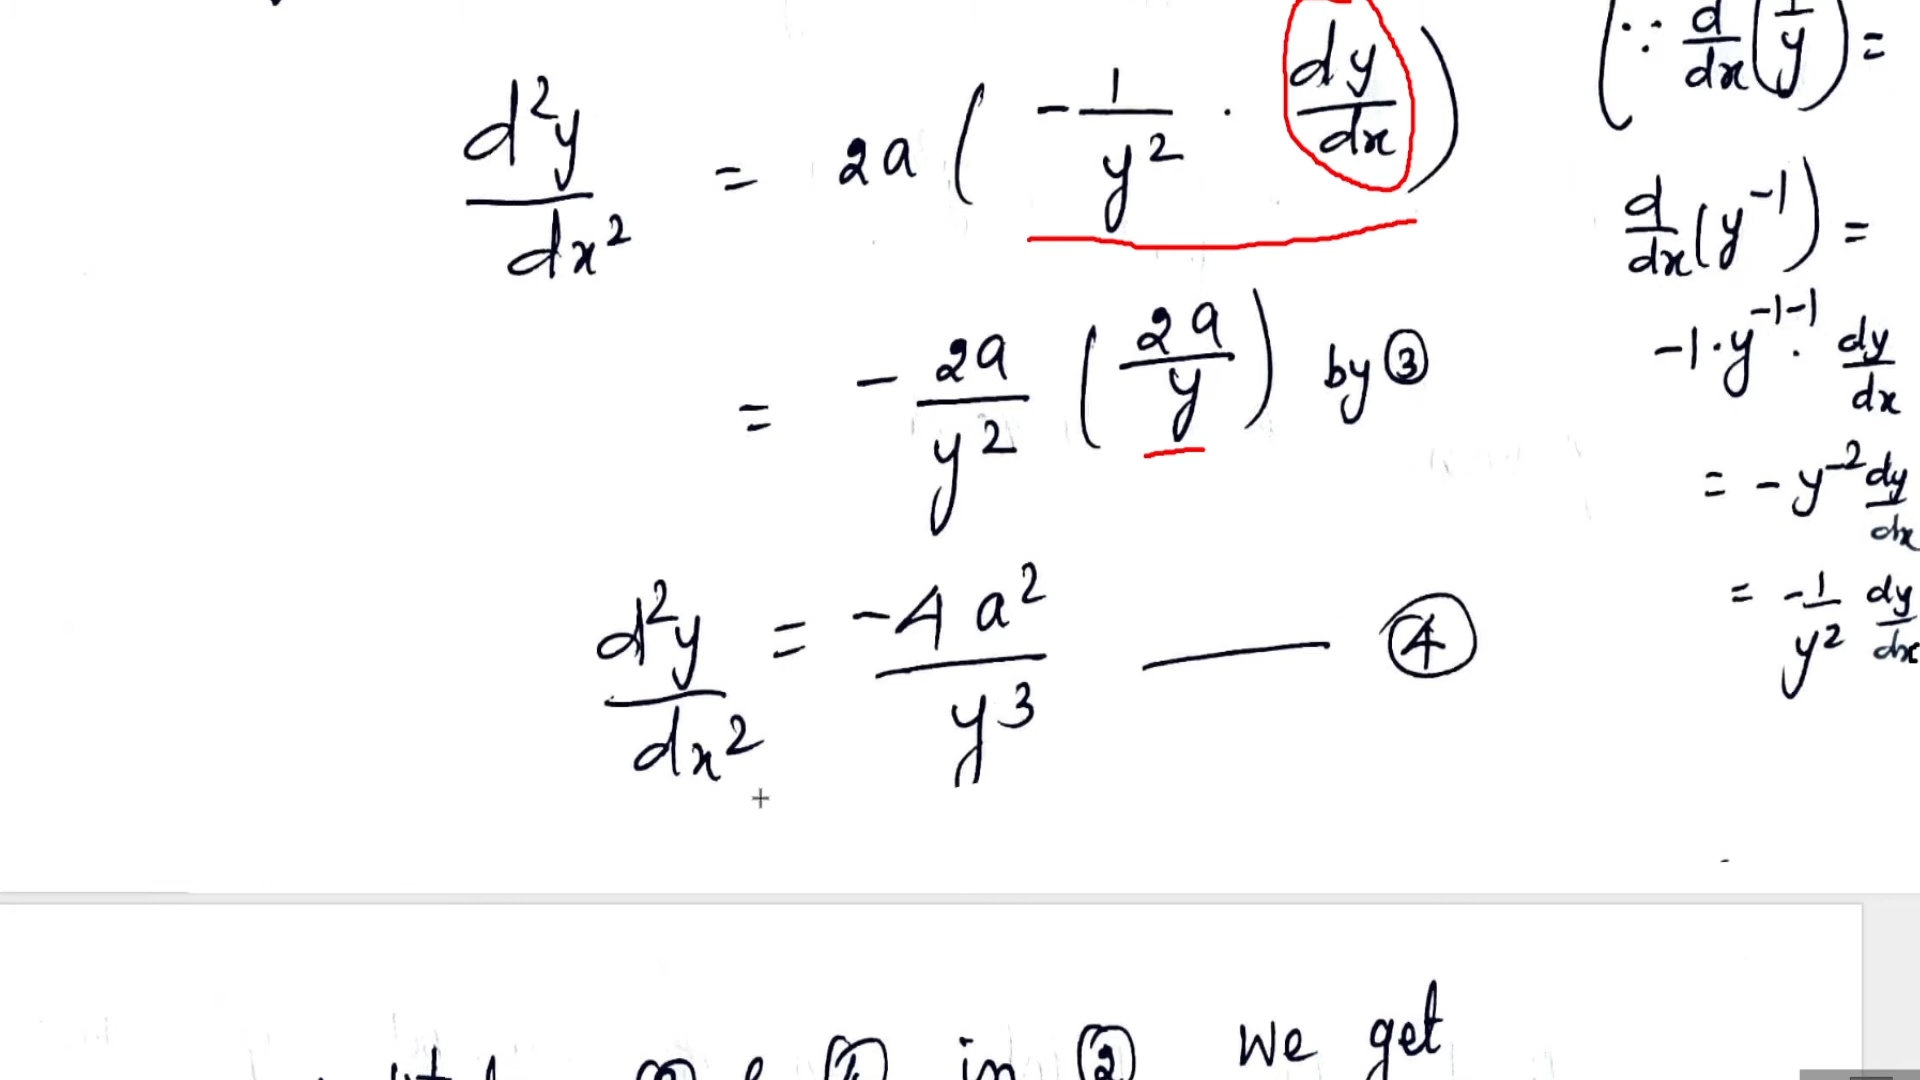 d²y/dx² = 2a ( -1/y² · dy/dx )
= -2a/y² ( 2a/y ) by ③
d²y/dx² = -4a²/y³ —— ④
( ∵ d/dx ( 1/y ) =
d/dx ( y⁻¹ ) =
-1 · y⁻¹⁻¹ · dy/dx
= - y⁻² dy/dx
= -1/y² dy/dx
in ② We get